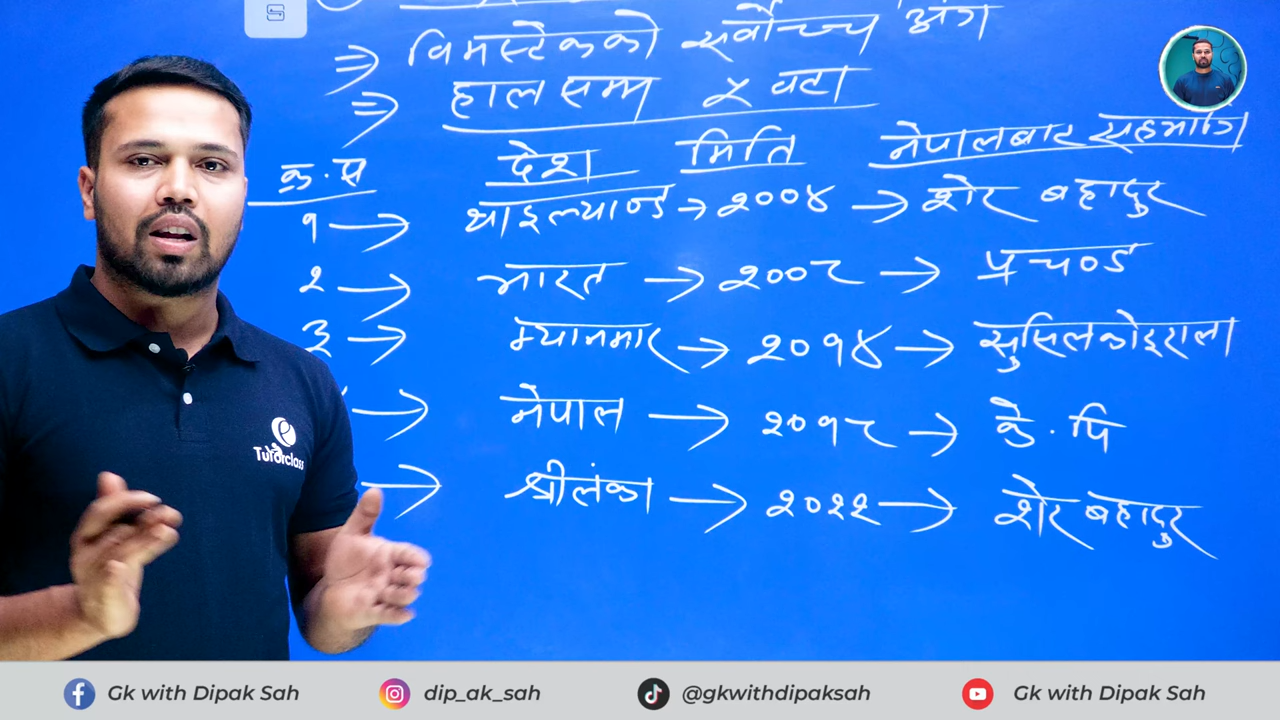 ⇒ विमस्टेकको सर्वोच्च अंग
⇒ हाल सम्म ५ वटा
क्र.स देश मिति नेपालबाट सहभागि
१ → थाइल्याण्ड → २००४ → शेर बहादुर
२ → भारत → २००८ → प्रचण्ड
३ → म्यानमार → २०१४ → सुसिल कोइराला
→ नेपाल → २०१८ → के.पि
→ श्रीलंका → २०२२ → शेर बहादुर
Tutorclass
Gk with Dipak Sah dip_ak_sah @gkwithdipaksah Gk with Dipak Sah